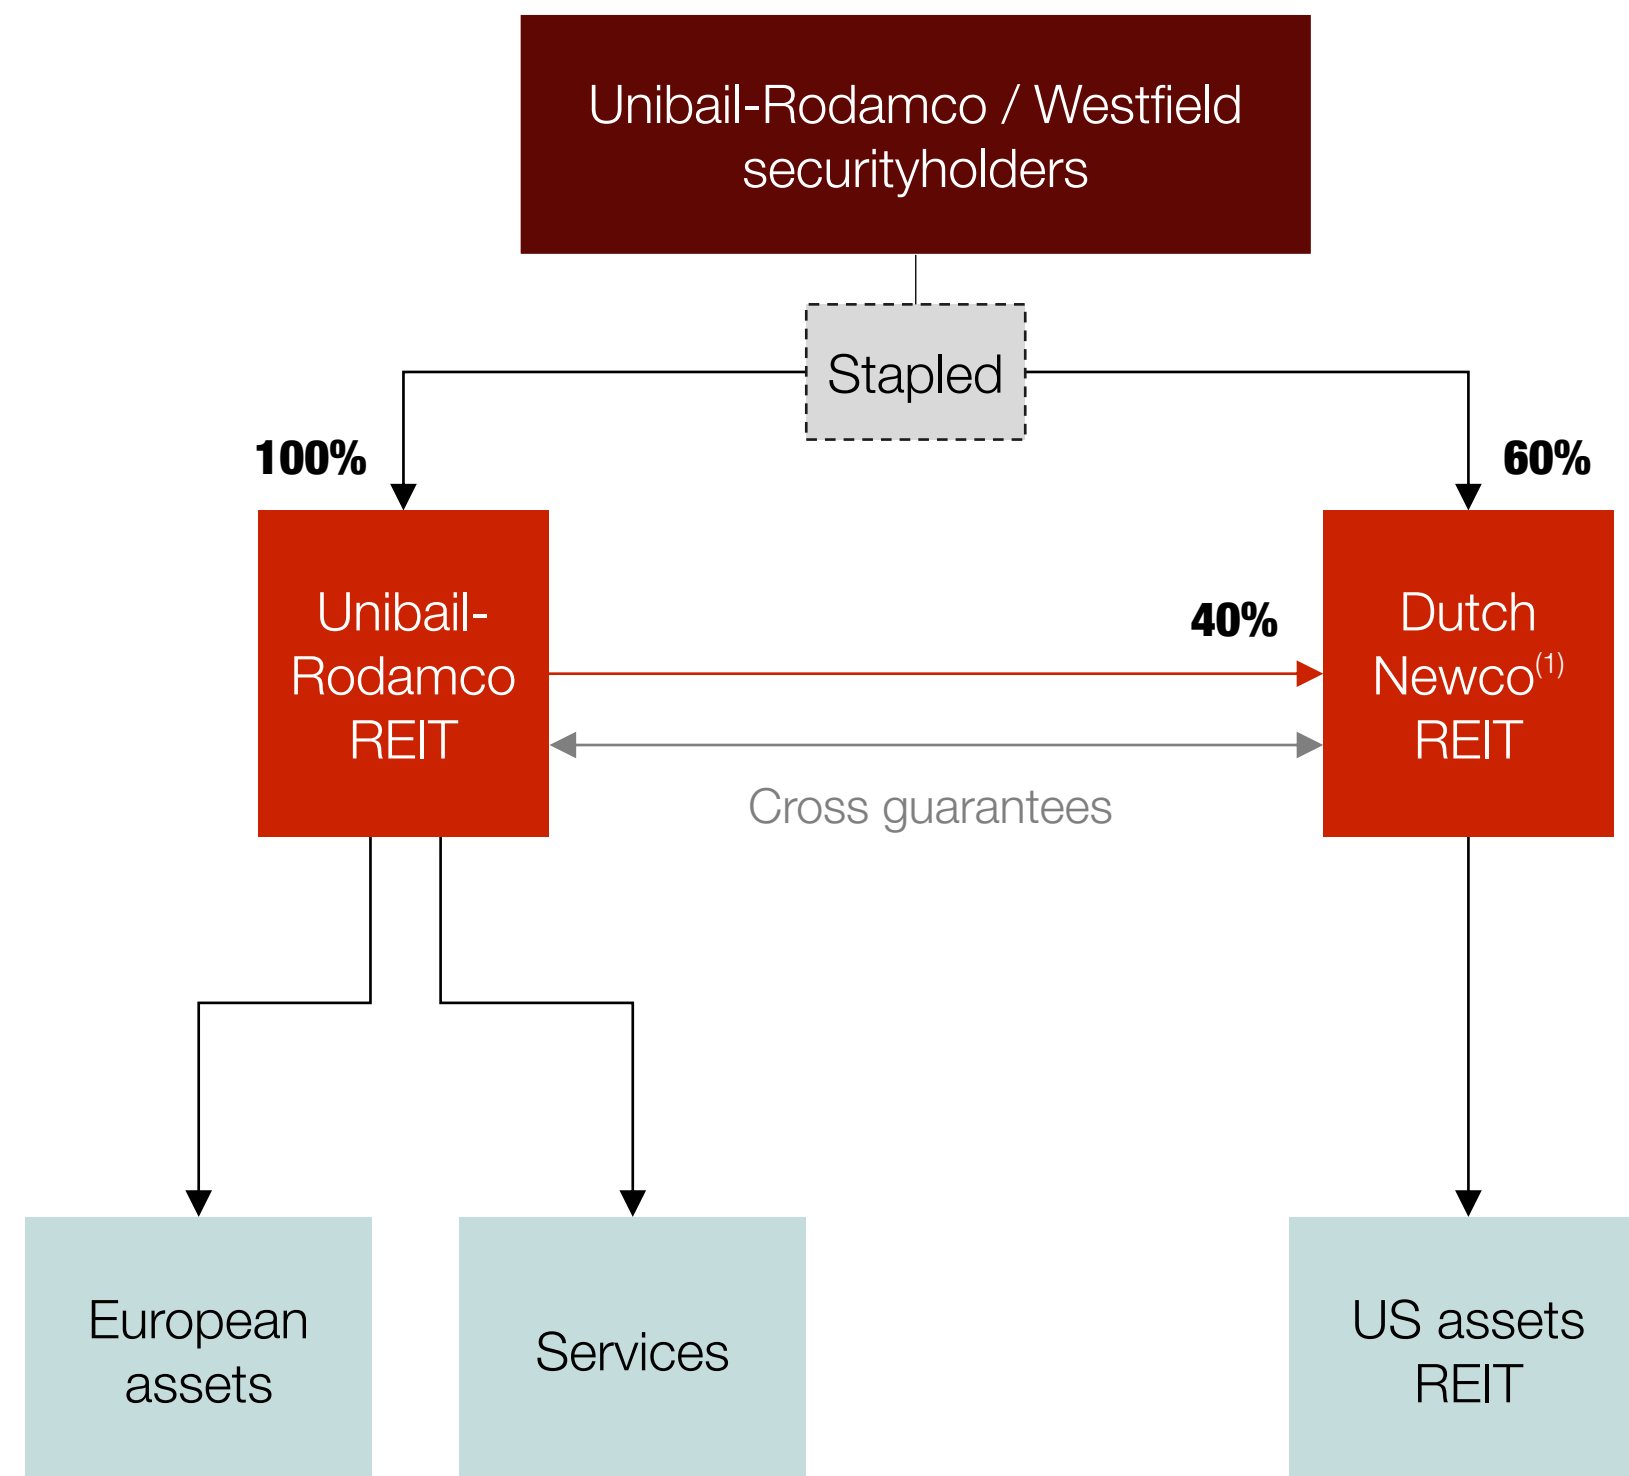 Unibail-Rodamco / Westfield
securityholders
Stapled
100%
60%
Unibail-
Rodamco
REIT
40%
Dutch
Newco(1)
REIT
Cross guarantees
European
assets
Services
US assets
REIT